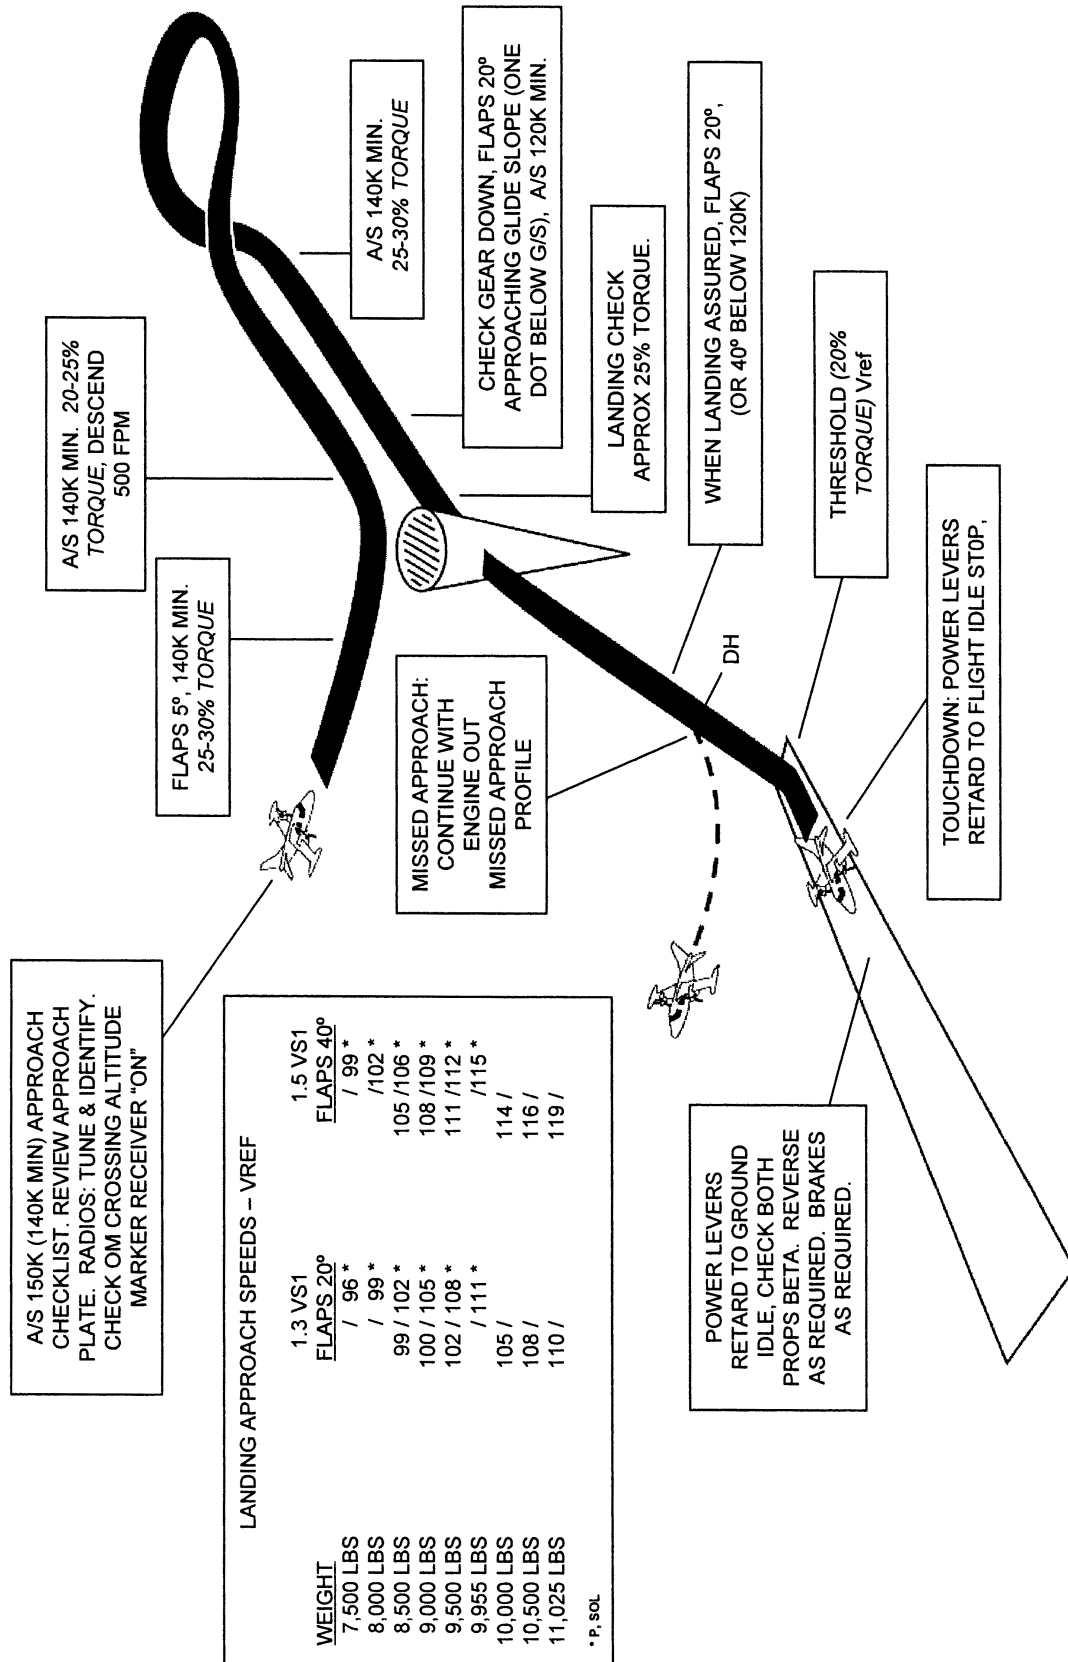 A/S 150K (140K MIN) APPROACH
CHECKLIST. REVIEW APPROACH
PLATE. RADIOS: TUNE & IDENTIFY.
CHECK OM CROSSING ALTITUDE
MARKER RECEIVER "ON"
FLAPS 5º, 140K MIN.
25-30% TORQUE
A/S 140K MIN. 20-25%
TORQUE, DESCEND
500 FPM
A/S 140K MIN.
25-30% TORQUE
CHECK GEAR DOWN, FLAPS 20º
APPROACHING GLIDE SLOPE (ONE
DOT BELOW G/S), A/S 120K MIN.
LANDING CHECK
APPROX 25% TORQUE.
WHEN LANDING ASSURED, FLAPS 20º,
(OR 40º BELOW 120K)
MISSED APPROACH:
CONTINUE WITH
ENGINE OUT
MISSED APPROACH
PROFILE
DH
THRESHOLD (20%
TORQUE) Vref
TOUCHDOWN: POWER LEVERS
RETARD TO FLIGHT IDLE ST0P,
POWER LEVERS
RETARD TO GROUND
IDLE, CHECK BOTH
PROPS BETA. REVERSE
AS REQUIRED. BRAKES
AS REQUIRED.
LANDING APPROACH SPEEDS – VREF
1.3 VS1 1.5 VS1
WEIGHT FLAPS 20º FLAPS 40º
7,500 LBS / 96 * / 99 *
8,000 LBS / 99 * /102 *
8,500 LBS 99 / 102 * 105 /106 *
9,000 LBS 100 / 105 * 108 /109 *
9,500 LBS 102 / 108 * 111 /112 *
9,955 LBS / 111 * /115 *
10,000 LBS 105 / 114 /
10,500 LBS 108 / 116 /
11,025 LBS 110 / 119 /
* P, SOL